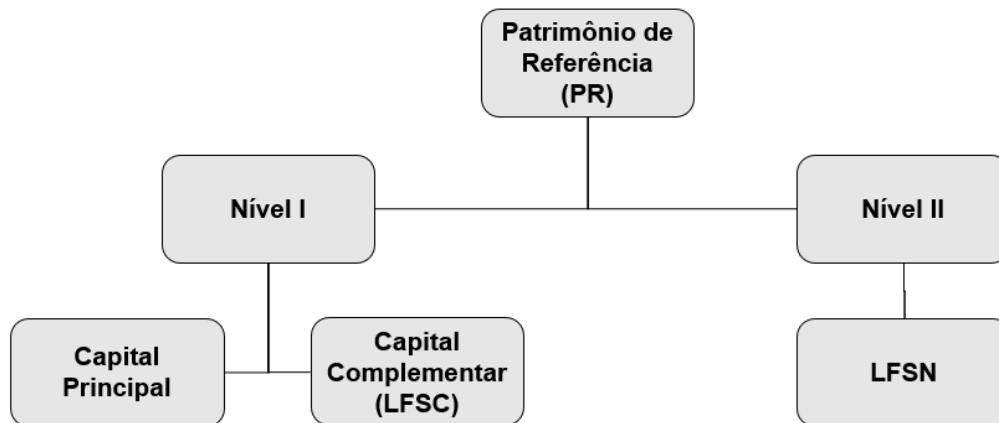 Patrimônio de
Referência
(PR)
Nível I
Nível II
Capital
Principal
Capital
Complementar
(LFSC)
LFSN